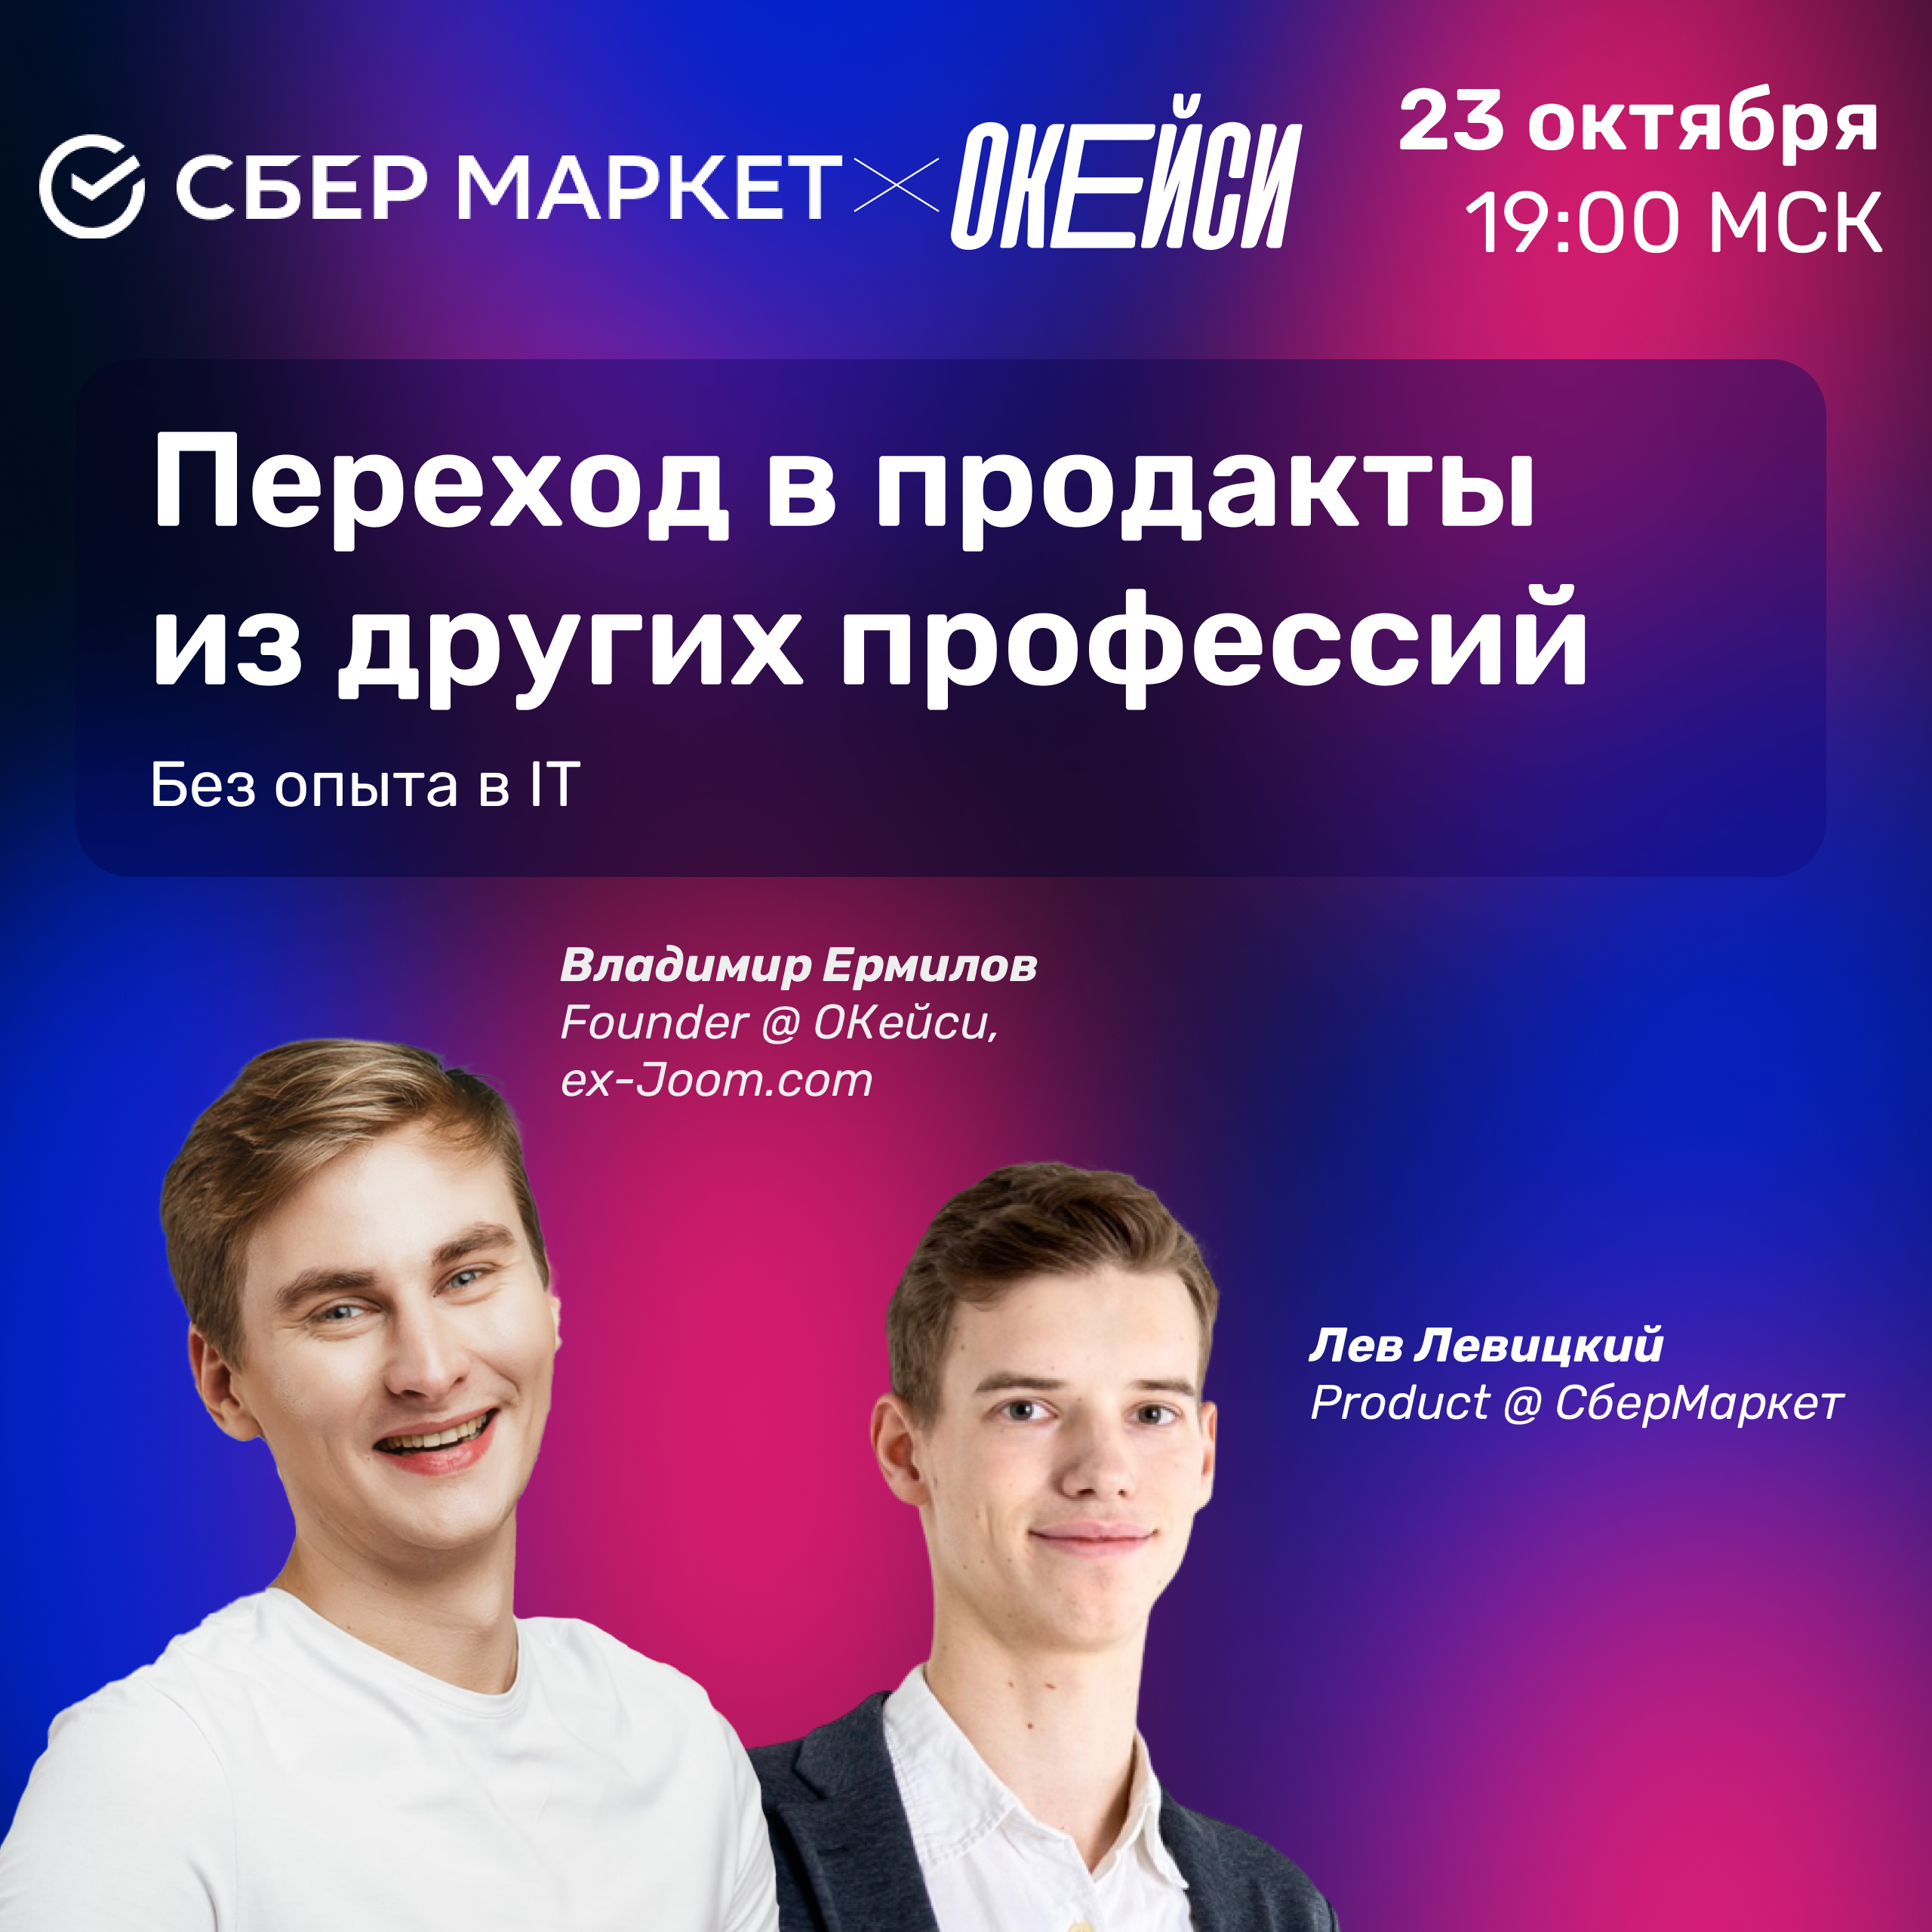 СБЕР МАРКЕТ
ОКЕЙСИ
23 октября
19:00 МСК
Переход в продакты
из других профессий
Без опыта в IT
Владимир Ермилов
Founder @ ОКейси,
ex-Joom.com
Лев Левицкий
Product @ СберМаркет